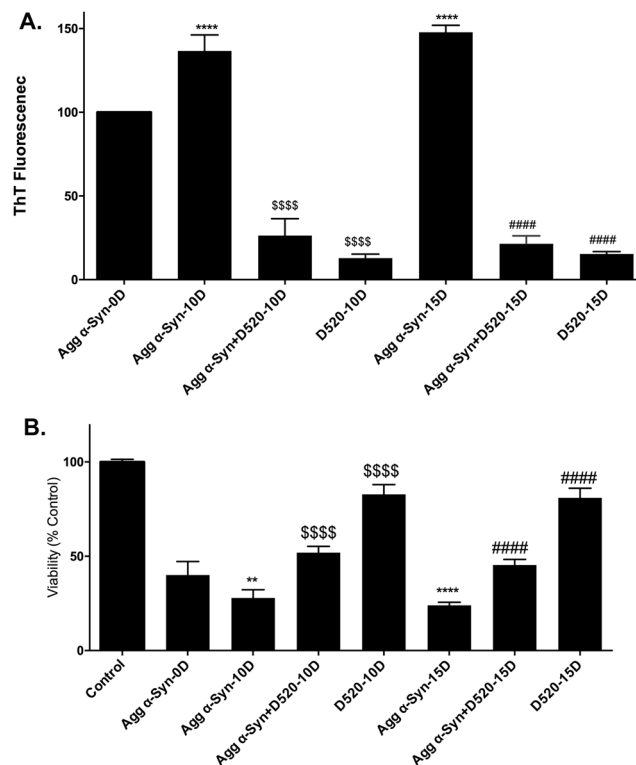 A.
ThT Fluorescenec
150
100
50
0
****
$$$$
$$$$
****
####
####
Agg α-Syn-0D
Agg α-Syn-10D
Agg α-Syn+D520-10D
D520-10D
Agg α-Syn-15D
Agg α-Syn+D520-15D
D520-15D
B.
Viability (% Control)
100
50
0
**
$$$$
$$$$
****
####
####
Control
Agg α-Syn-0D
Agg α-Syn-10D
Agg α-Syn+D520-10D
D520-10D
Agg α-Syn-15D
Agg α-Syn+D520-15D
D520-15D